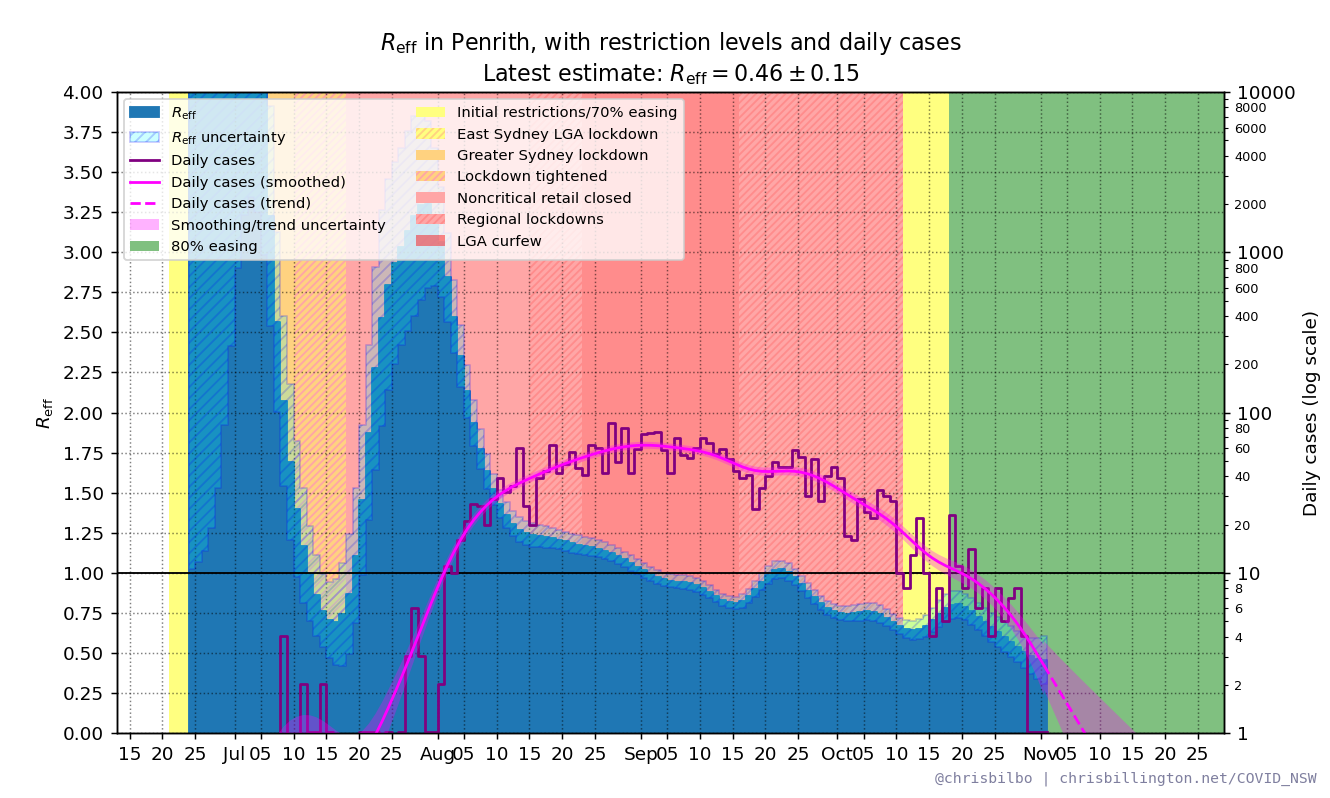 Reff in Penrith, with restriction levels and daily cases
Latest estimate: Reff = 0.46 ± 0.15
Reff
4.00
3.75
3.50
3.25
3.00
2.75
2.50
2.25
2.00
1.75
1.50
1.25
1.00
0.75
0.50
0.25
0.00
Reff
Reff uncertainty
Daily cases
Daily cases (smoothed)
Daily cases (trend)
Smoothing/trend uncertainty
80% easing
Initial restrictions/70% easing
East Sydney LGA lockdown
Greater Sydney lockdown
Lockdown tightened
Noncritical retail closed
Regional lockdowns
LGA curfew
10000
8000
6000
4000
2000
1000
800
600
400
200
100
80
60
40
20
10
8
6
4
2
1
Daily cases (log scale)
15 20 25 Jul 05 10 15 20 25 Aug 05 10 15 20 25 Sep 05 10 15 20 25 Oct 05 10 15 20 25 Nov 05 10 15 20 25
@chrisbilbo | chrisbillington.net/COVID_NSW